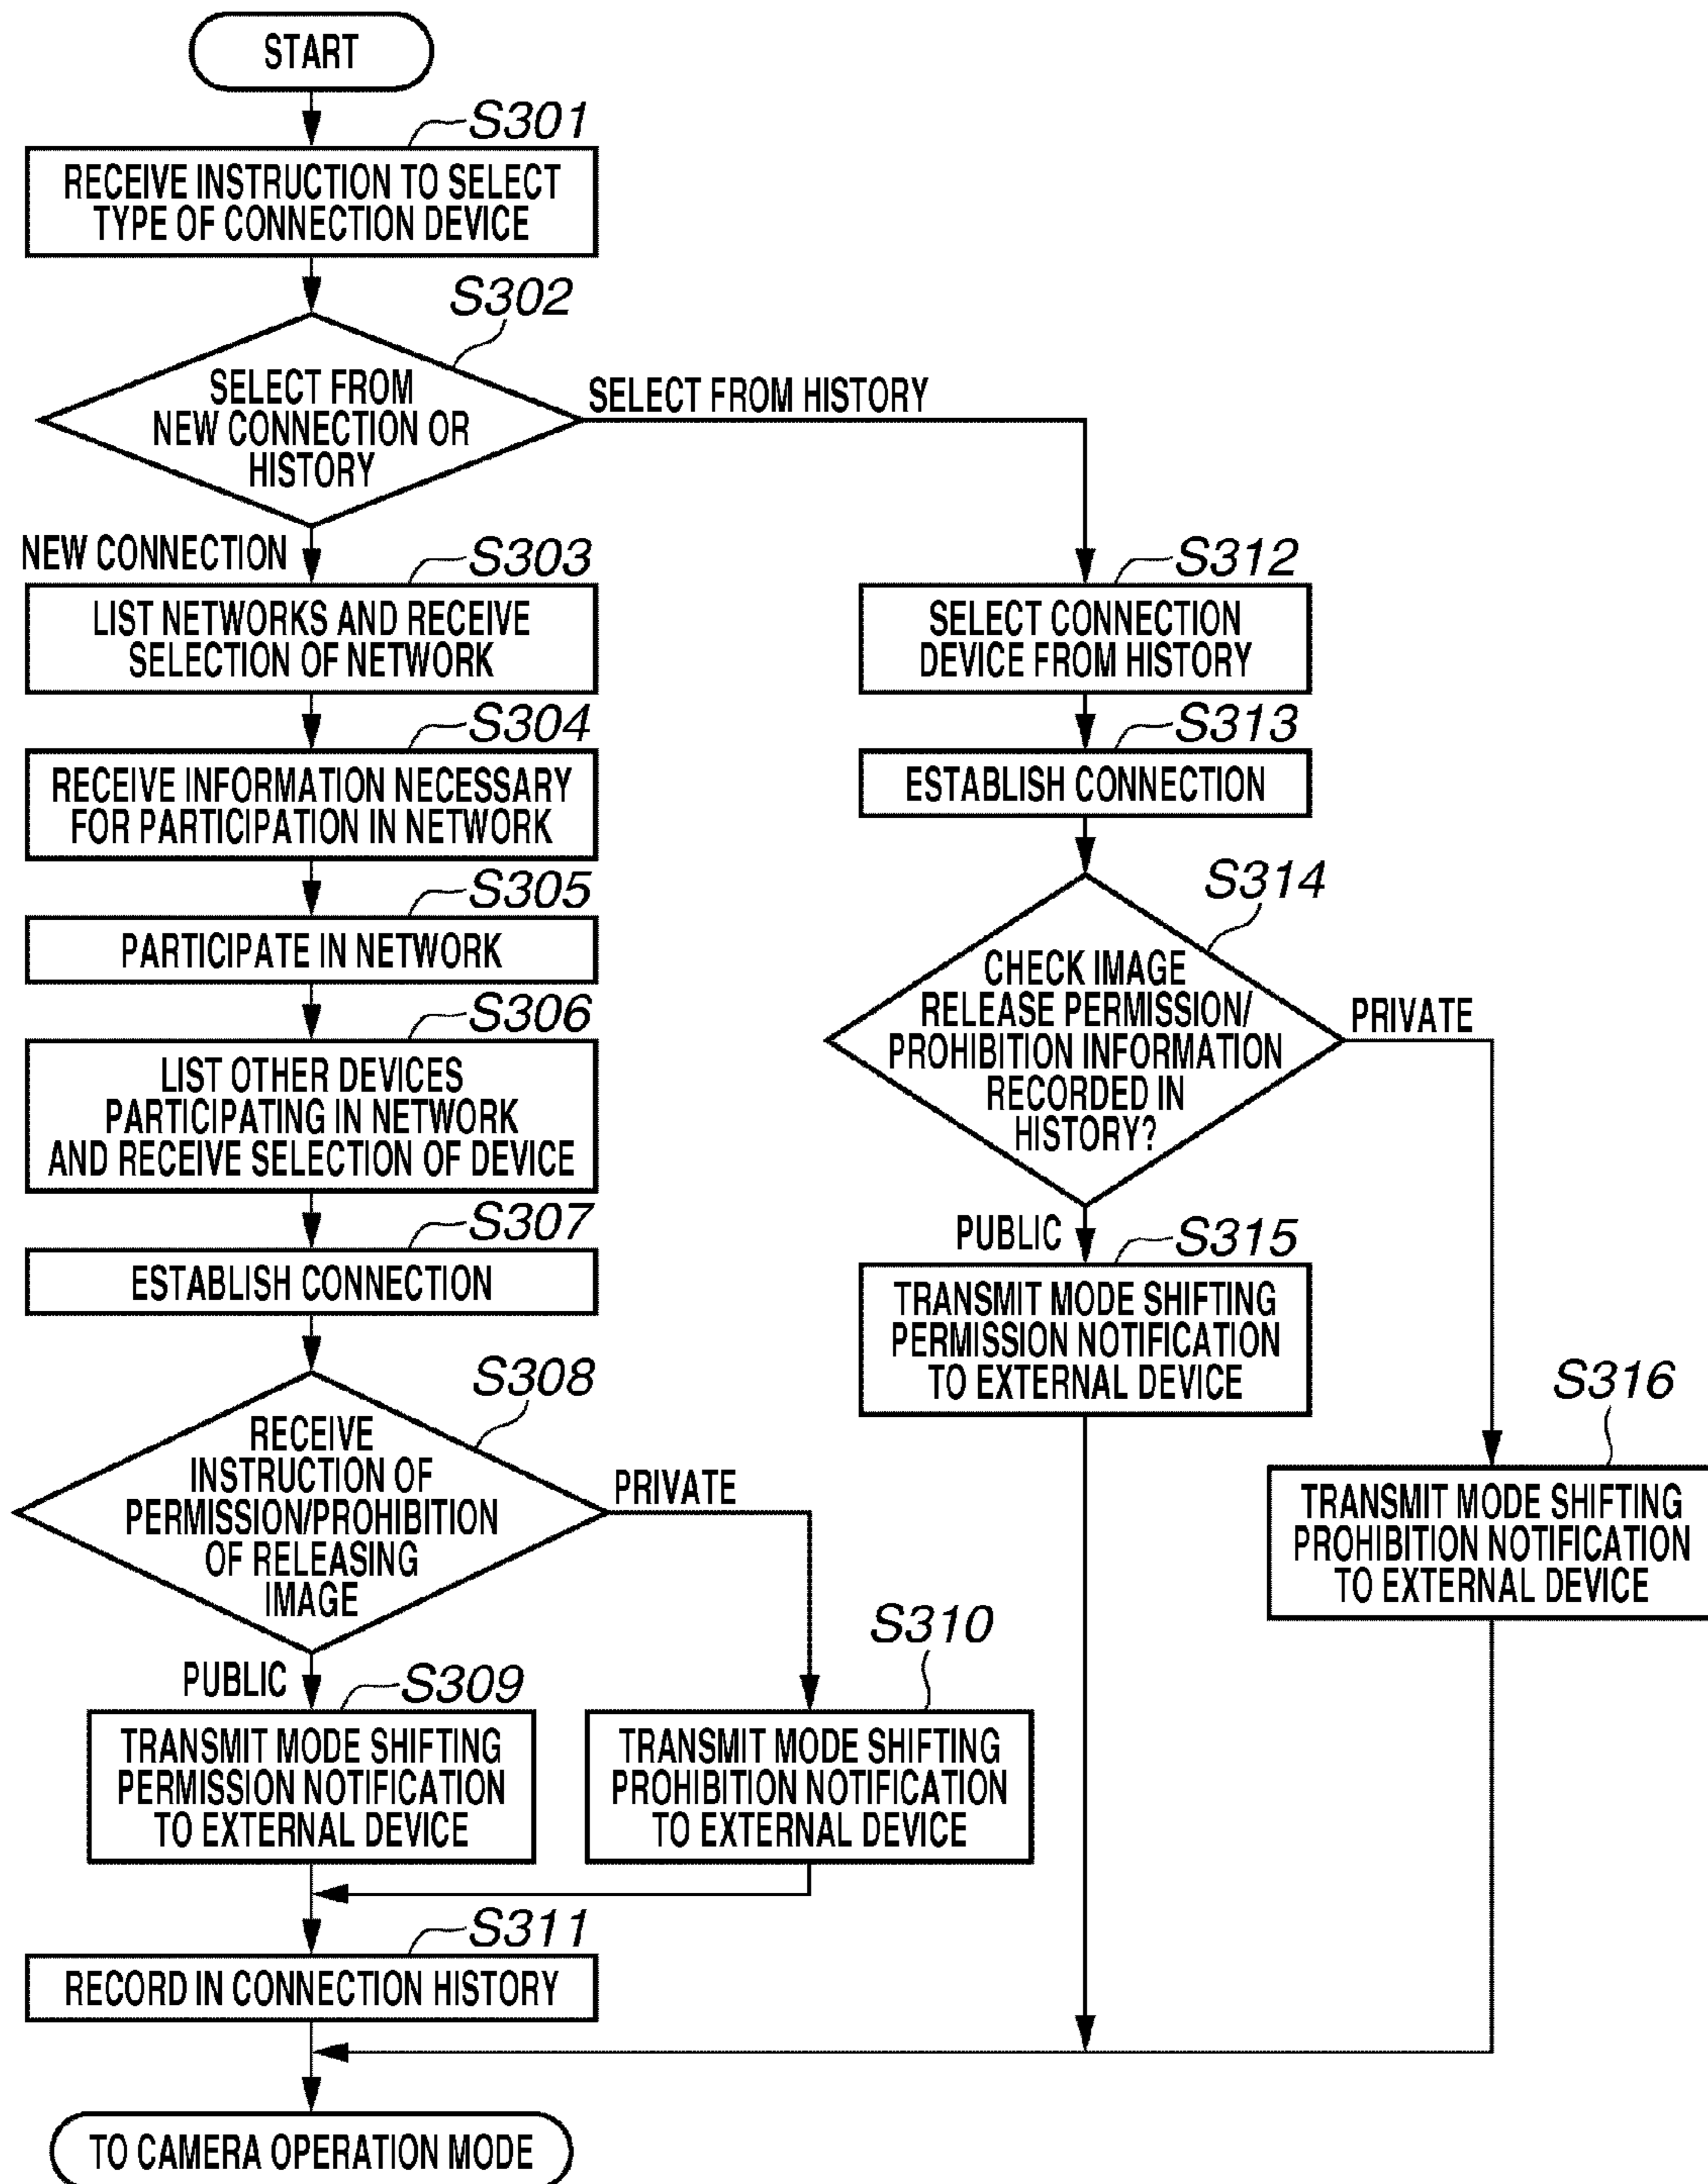 START
S301
RECEIVE INSTRUCTION TO SELECT
TYPE OF CONNECTION DEVICE
S302
SELECT FROM
NEW CONNECTION OR
HISTORY
SELECT FROM HISTORY
NEW CONNECTION
S303
LIST NETWORKS AND RECEIVE
SELECTION OF NETWORK
S304
RECEIVE INFORMATION NECESSARY
FOR PARTICIPATION IN NETWORK
S305
PARTICIPATE IN NETWORK
S306
LIST OTHER DEVICES
PARTICIPATING IN NETWORK
AND RECEIVE SELECTION OF DEVICE
S307
ESTABLISH CONNECTION
S308
RECEIVE
INSTRUCTION OF
PERMISSION/PROHIBITION
OF RELEASING
IMAGE
PRIVATE
PUBLIC
S309
TRANSMIT MODE SHIFTING
PERMISSION NOTIFICATION
TO EXTERNAL DEVICE
S310
TRANSMIT MODE SHIFTING
PROHIBITION NOTIFICATION
TO EXTERNAL DEVICE
S311
RECORD IN CONNECTION HISTORY
S312
SELECT CONNECTION
DEVICE FROM HISTORY
S313
ESTABLISH CONNECTION
S314
CHECK IMAGE
RELEASE PERMISSION/
PROHIBITION INFORMATION
RECORDED IN
HISTORY?
PRIVATE
PUBLIC
S315
TRANSMIT MODE SHIFTING
PERMISSION NOTIFICATION
TO EXTERNAL DEVICE
S316
TRANSMIT MODE SHIFTING
PROHIBITION NOTIFICATION
TO EXTERNAL DEVICE
TO CAMERA OPERATION MODE